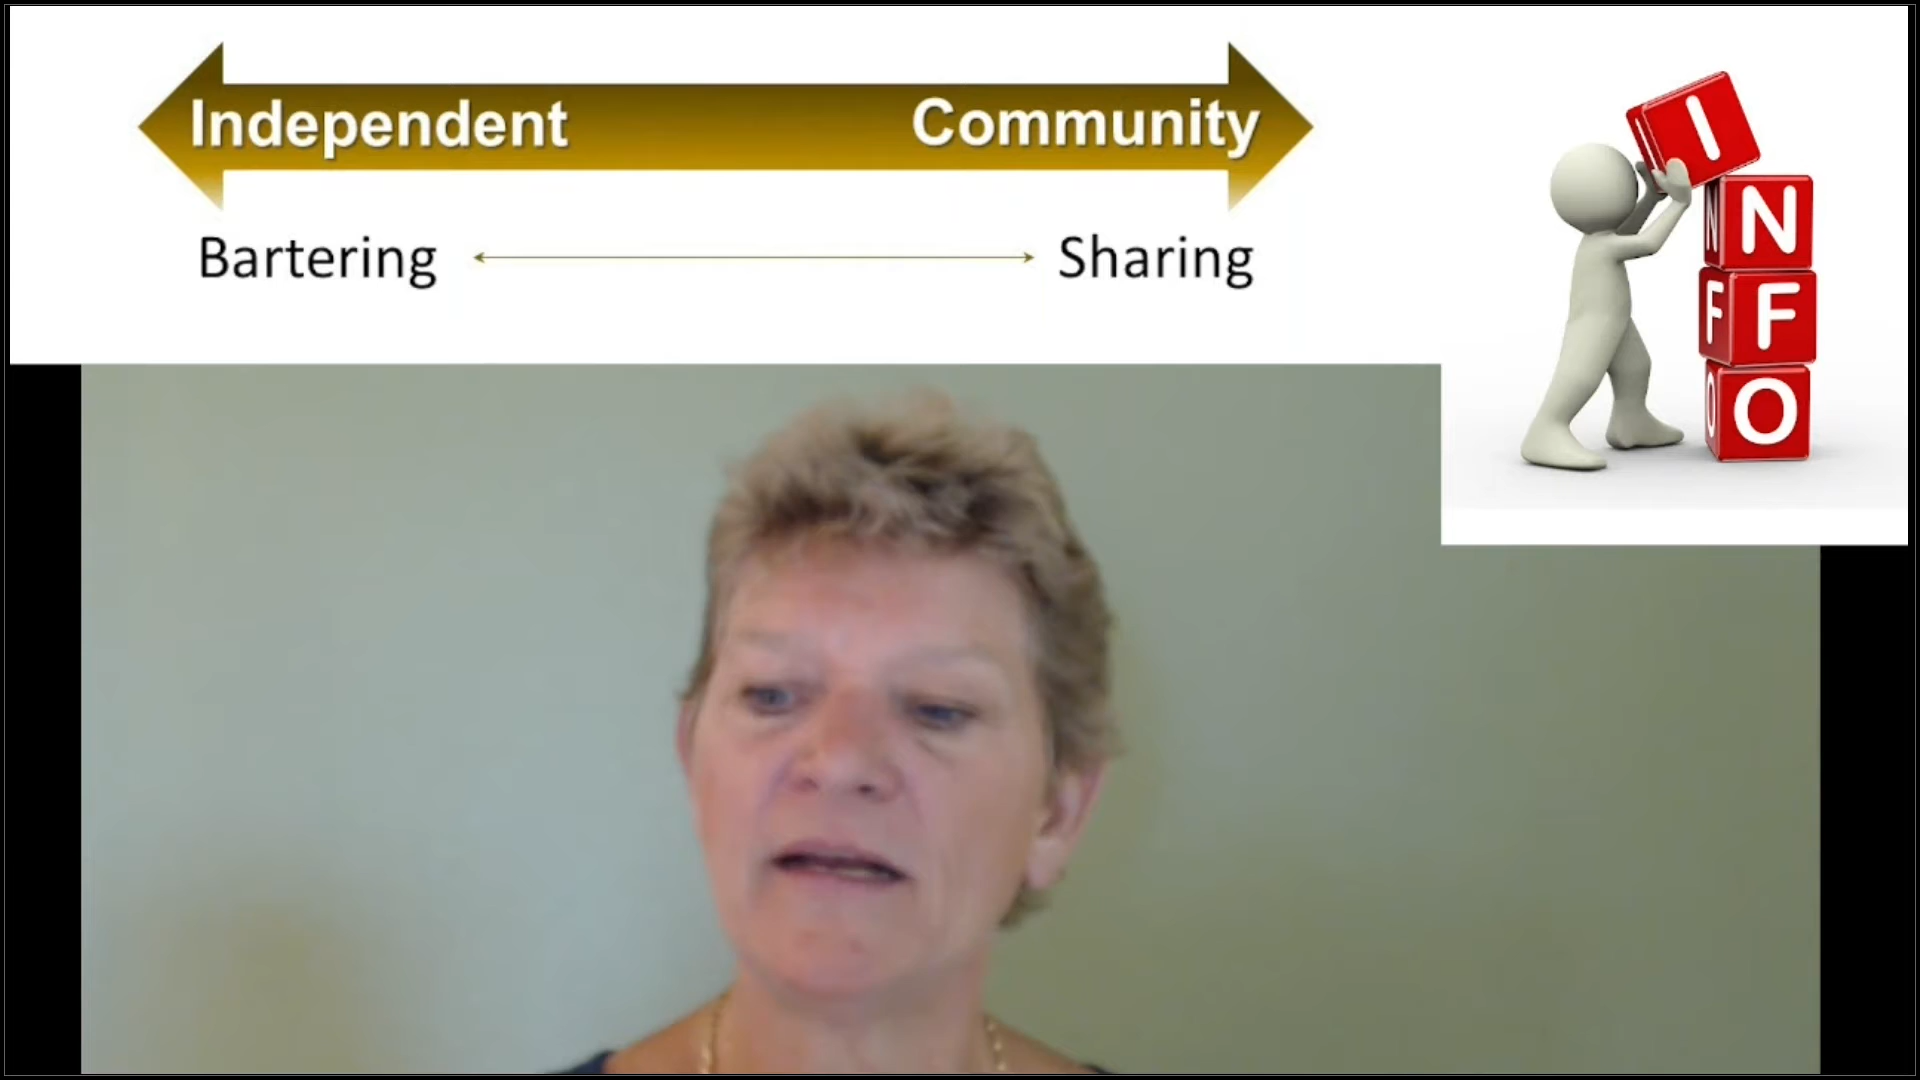 Independent Community
Bartering Sharing
I
N N
F F
O O